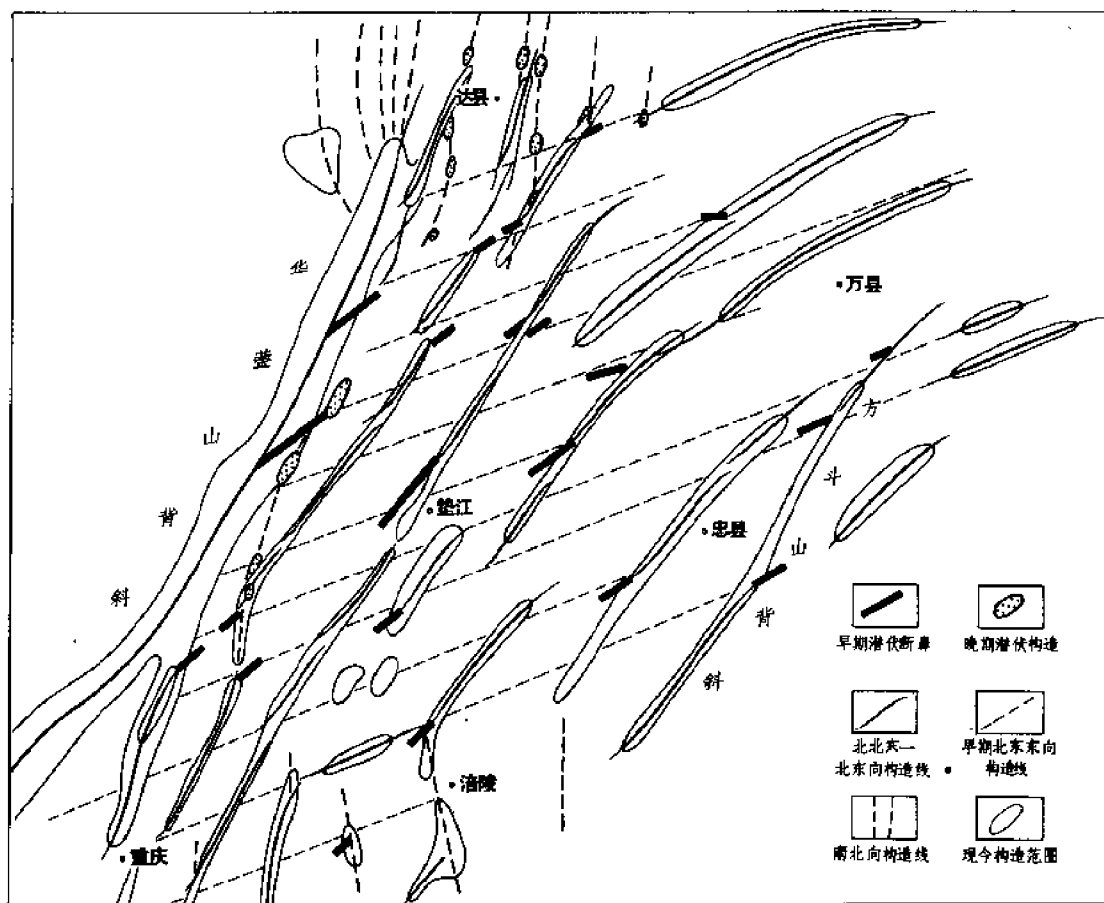 达县
华蓥山背斜
万县
方斗山背斜
垫江
忠县
涪陵
重庆
早期潜伏断鼻
晚期潜伏构造
北北东一
北东向构造线
早期北东东向
构造线
南北向构造线
现今构造范围